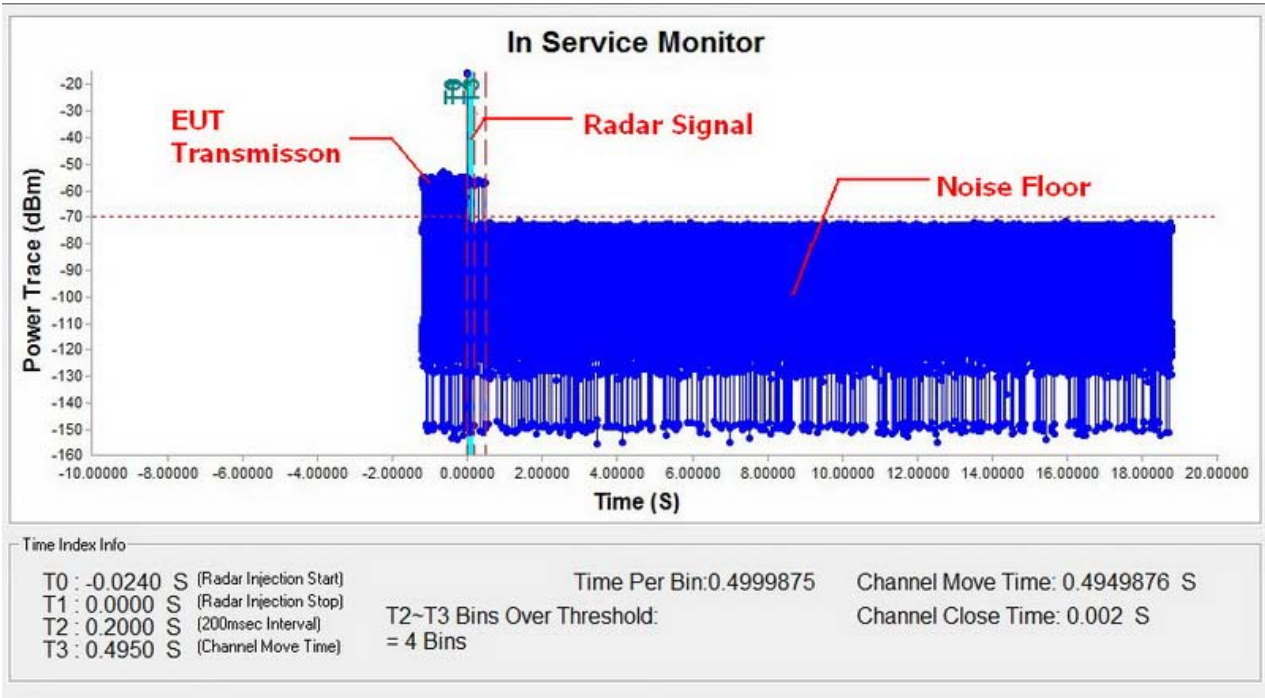 In Service Monitor
EUT
Transmisson
Radar Signal
Noise Floor
Power Trace (dBm)
-20
-30
-40
-50
-60
-70
-80
-90
-100
-110
-120
-130
-140
-150
-160
-10.00000 -8.00000 -6.00000 -4.00000 -2.00000 0.00000 2.00000 4.00000 6.00000 8.00000 10.00000 12.00000 14.00000 16.00000 18.00000 20.00000
Time (S)
Time Index Info
T0 : -0.0240 S (Radar Injection Start)
T1 : 0.0000 S (Radar Injection Stop)
T2 : 0.2000 S (200msec Interval)
T3 : 0.4950 S (Channel Move Time)
Time Per Bin:0.4999875
T2~T3 Bins Over Threshold:
= 4 Bins
Channel Move Time: 0.4949876 S
Channel Close Time: 0.002 S